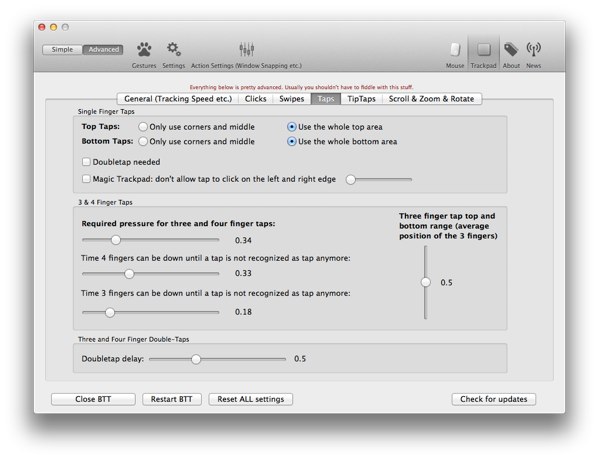 Simple Advanced
Gestures Settings Action Settings (Window Snapping etc.) Mouse Trackpad About News
Everything below is pretty advanced. Usually you shouldn't have to fiddle with this stuff.
General (Tracking Speed etc.) Clicks Swipes Taps TipTaps Scroll & Zoom & Rotate
Single Finger Taps
Top Taps: Only use corners and middle Use the whole top area
Bottom Taps: Only use corners and middle Use the whole bottom area
Doubletap needed
Magic Trackpad: don't allow tap to click on the left and right edge
3 & 4 Finger Taps
Required pressure for three and four finger taps:
0.34
Time 4 fingers can be down until a tap is not recognized as tap anymore:
0.33
Time 3 fingers can be down until a tap is not recognized as tap anymore:
0.18
Three finger tap top and
bottom range (average
position of the 3 fingers)
0.5
Three and Four Finger Double-Taps
Doubletap delay: 0.5
Close BTT Restart BTT Reset ALL settings Check for updates